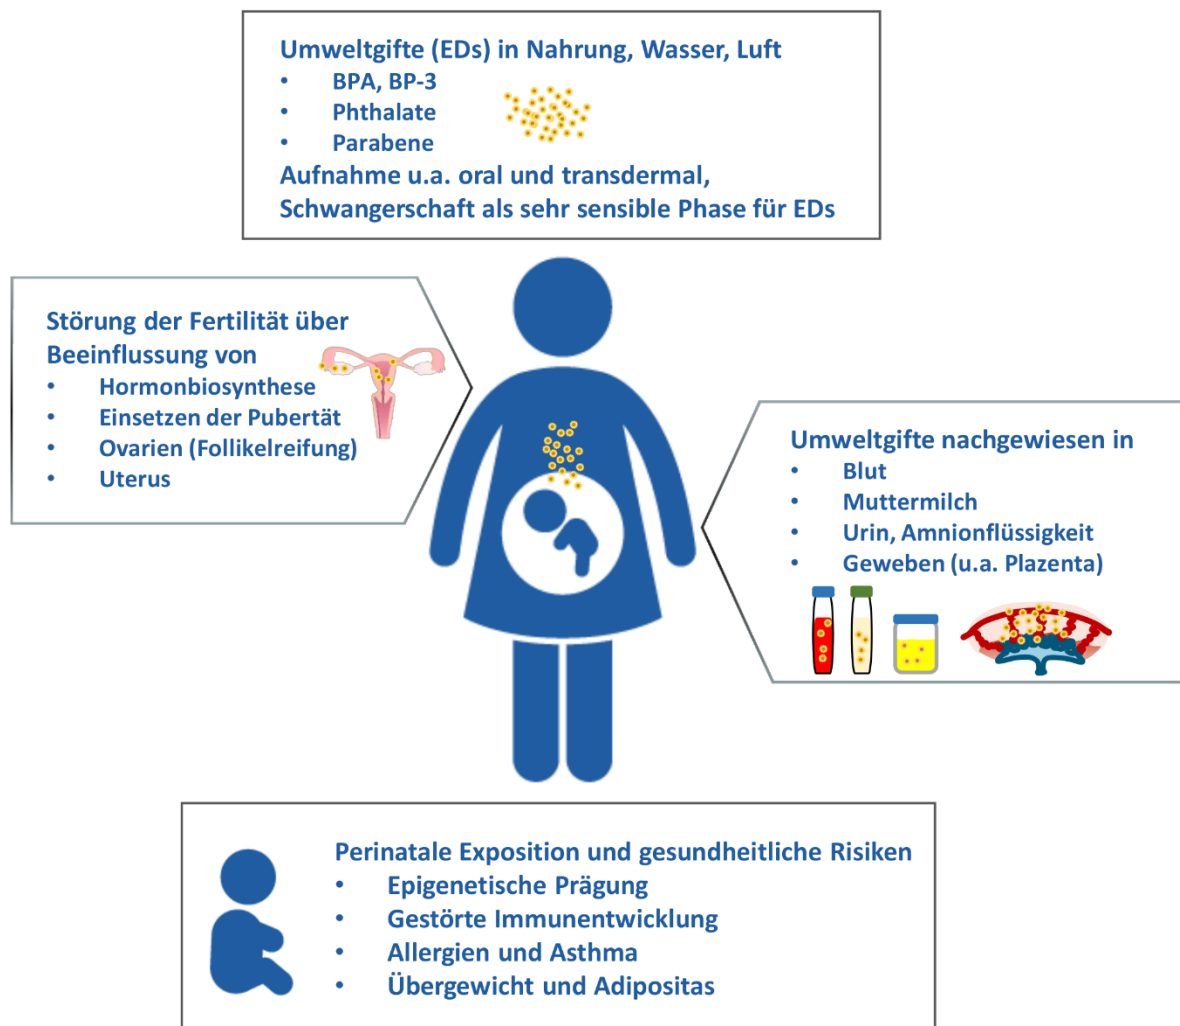 Umweltgifte (EDs) in Nahrung, Wasser, Luft
• BPA, BP-3
• Phthalate
• Parabene
Aufnahme u.a. oral und transdermal,
Schwangerschaft als sehr sensible Phase für EDs
Störung der Fertilität über
Beeinflussung von
• Hormonbiosynthese
• Einsetzen der Pubertät
• Ovarien (Follikelreifung)
• Uterus
Umweltgifte nachgewiesen in
• Blut
• Muttermilch
• Urin, Amnionflüssigkeit
• Geweben (u.a. Plazenta)
Perinatale Exposition und gesundheitliche Risiken
• Epigenetische Prägung
• Gestörte Immunentwicklung
• Allergien und Asthma
• Übergewicht und Adipositas